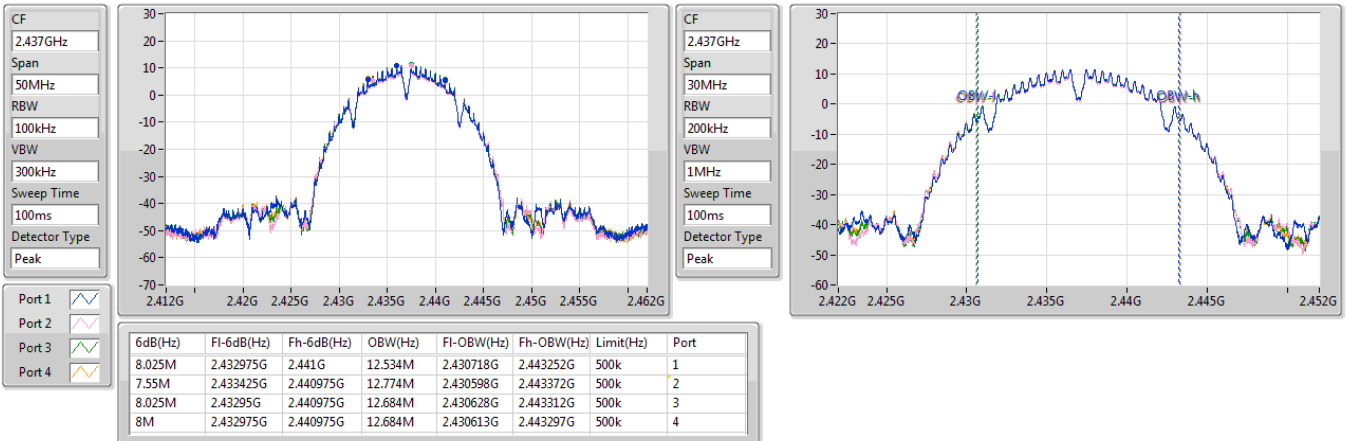 CF
2.437GHz
Span
50MHz
RBW
100kHz
VBW
300kHz
Sweep Time
100ms
Detector Type
Peak
30
20
10
0
-10
-20
-30
-40
-50
-60
-70
2.412G 2.42G 2.425G 2.43G 2.435G 2.44G 2.445G 2.45G 2.455G 2.462G
CF
2.437GHz
Span
30MHz
RBW
200kHz
VBW
1MHz
Sweep Time
100ms
Detector Type
Peak
30
20
10
0
-10
-20
-30
-40
-50
-60
OBW-l OBW-h
2.422G 2.425G 2.43G 2.435G 2.44G 2.445G 2.452G
Port 1
Port 2
Port 3
Port 4
6dB(Hz) Fl-6dB(Hz) Fh-6dB(Hz) OBW(Hz) Fl-OBW(Hz) Fh-OBW(Hz) Limit(Hz) Port
8.025M 2.432975G 2.441G 12.534M 2.430718G 2.443252G 500k 1
7.55M 2.433425G 2.440975G 12.774M 2.430598G 2.443372G 500k 2
8.025M 2.43295G 2.440975G 12.684M 2.430628G 2.443312G 500k 3
8M 2.432975G 2.440975G 12.684M 2.430613G 2.443297G 500k 4